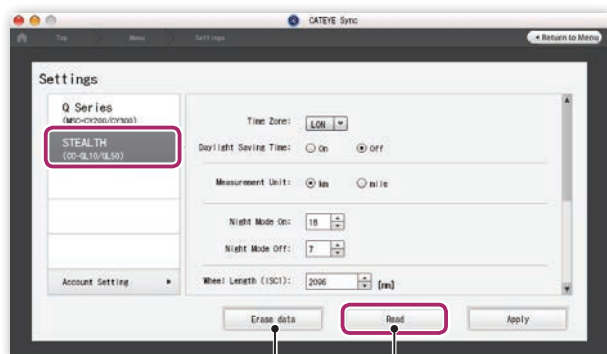 CATEYE Sync
Top Menu Settings
Return to Menu
Settings
Q Series
(MSC-CY200/CY300)
STEALTH
(CC-GL10/GL50)
Account Setting
Time Zone: LON
Daylight Saving Time: On Off
Measurement Unit: km mile
Night Mode On: 18
Night Mode Off: 7
Wheel Length (ISC1): 2096 [mm]
Erase data Read Apply